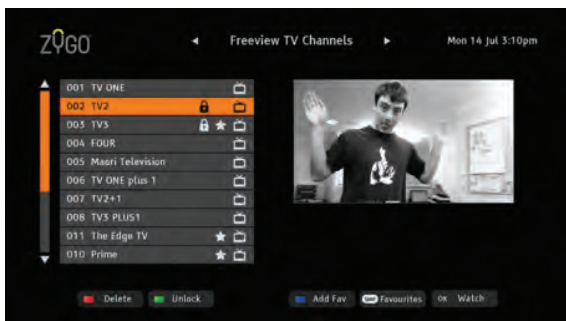 ZYGO
Freeview TV Channels
Mon 14 Jul 3:10pm
001 TV ONE
002 TV2
003 TV3
004 FOUR
005 Maori Television
006 TV ONE plus 1
007 TV2+1
008 TV3 PLUS1
011 The Edge TV
010 Prime
Delete
Unlock
Add Fav
Favourites
OK Watch